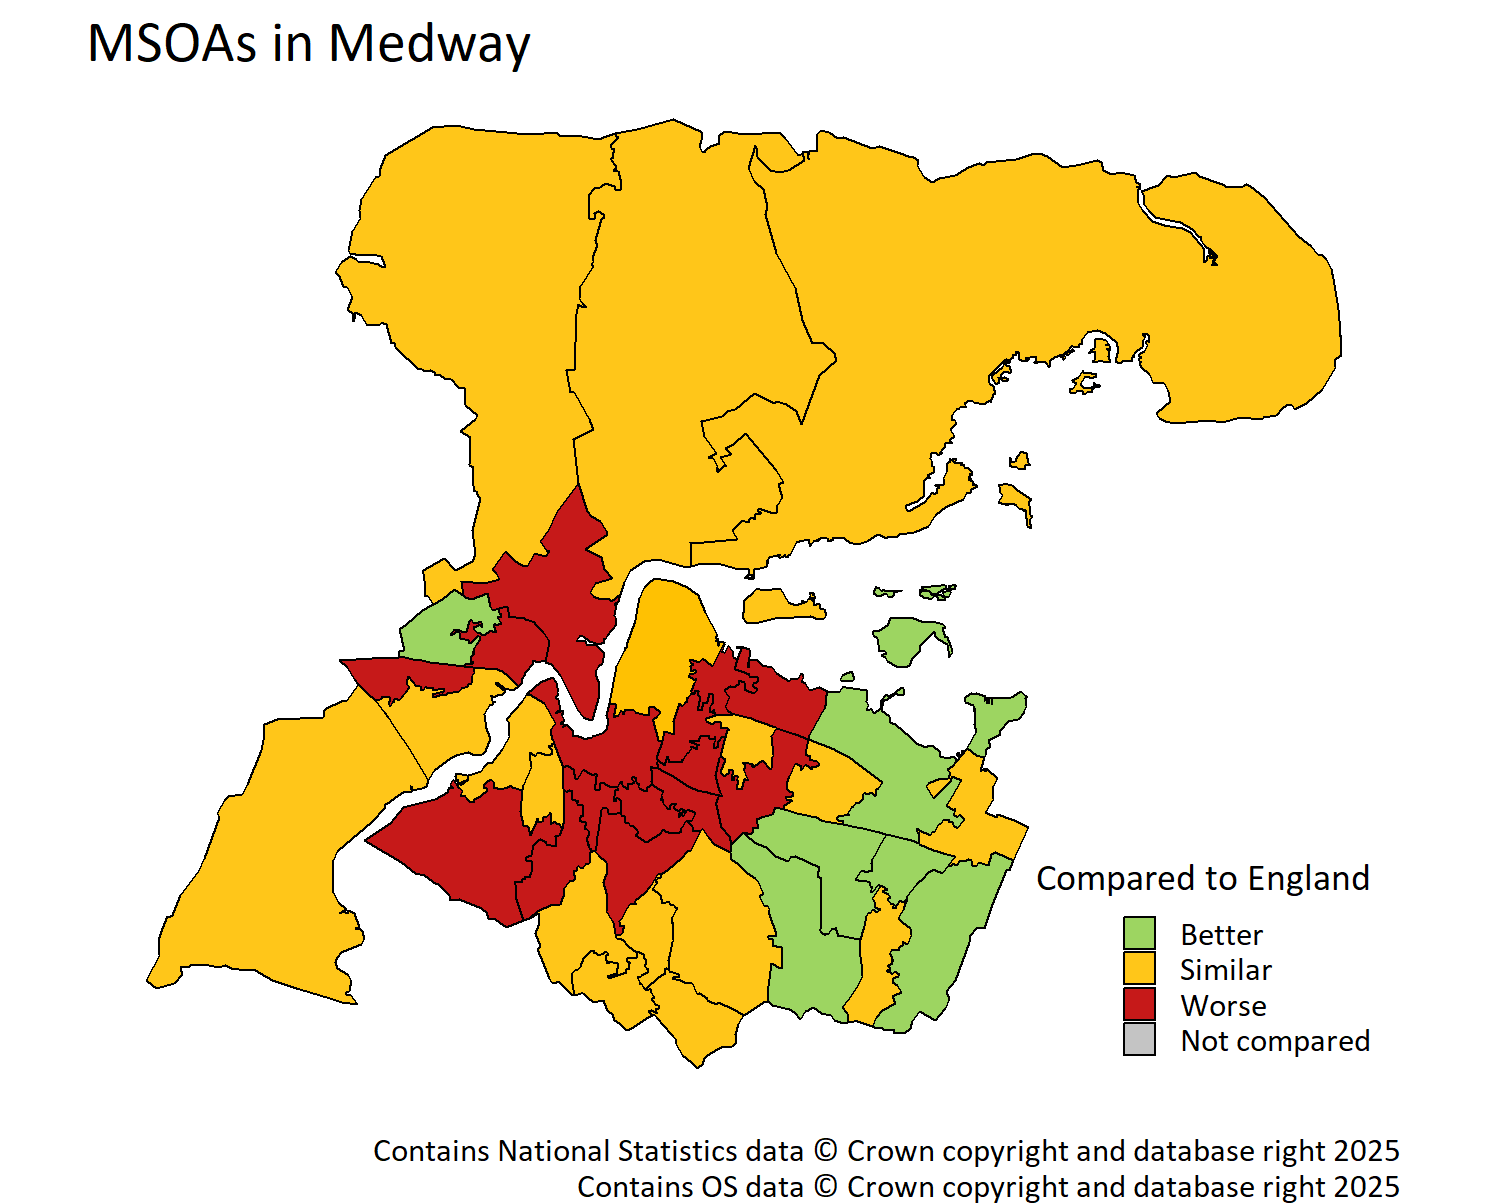 MSOAs in Medway
Compared to England
Better
Similar
Worse
Not compared
Contains National Statistics data © Crown copyright and database right 2025
Contains OS data © Crown copyright and database right 2025